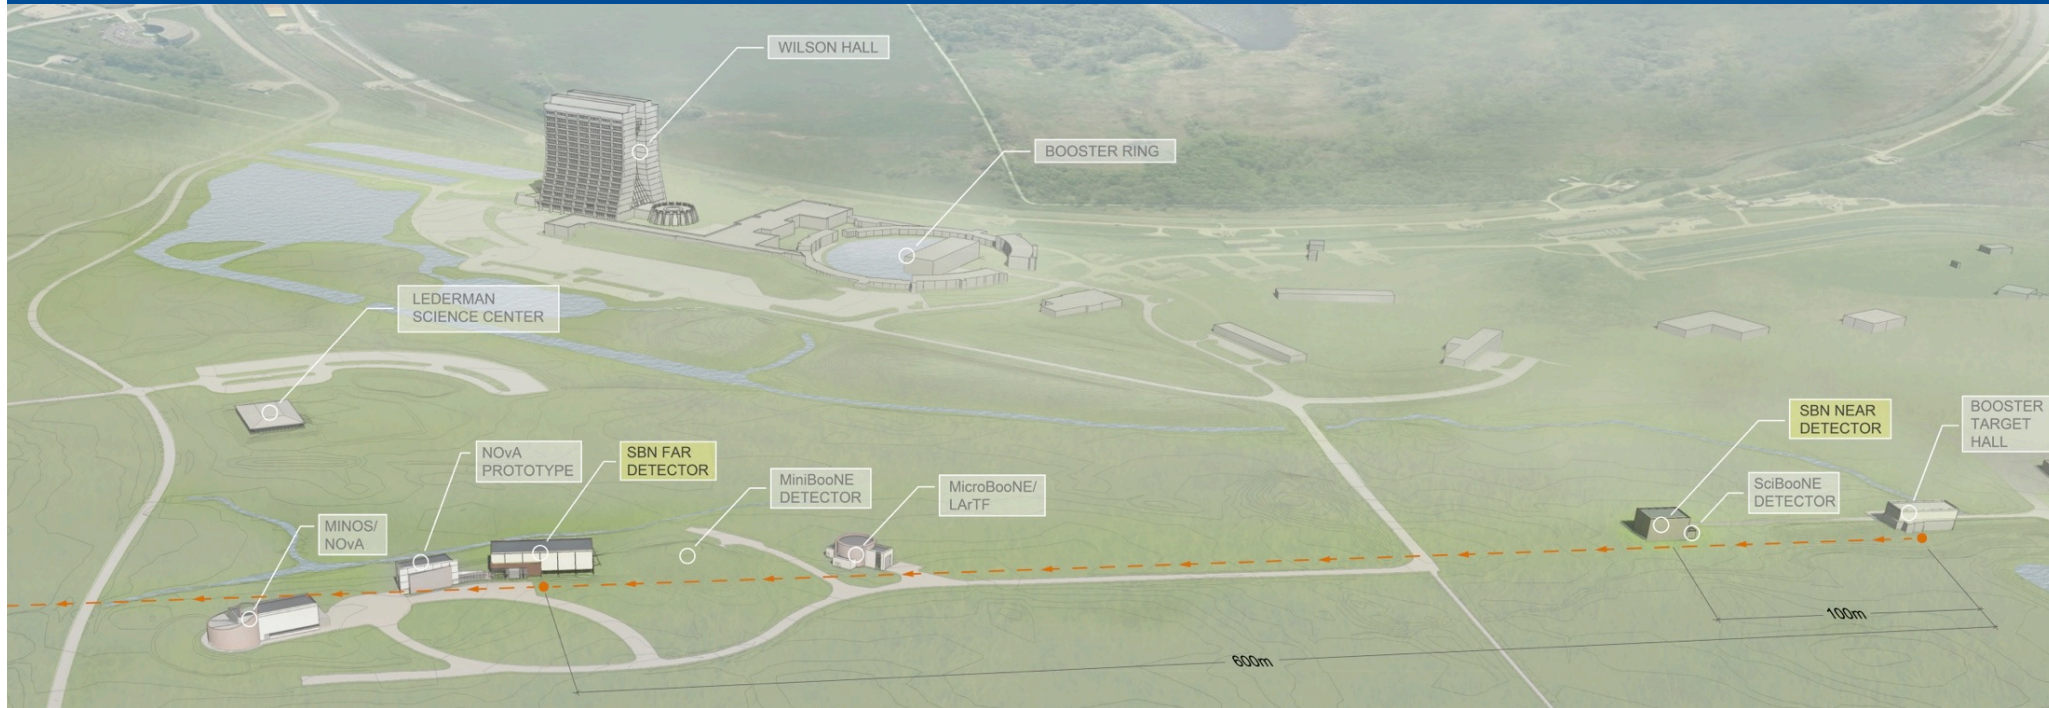 WILSON HALL
BOOSTER RING
LEDERMAN
SCIENCE CENTER
SBN NEAR
DETECTOR
BOOSTER
TARGET
HALL
NOvA
PROTOTYPE
SBN FAR
DETECTOR
MiniBooNE
DETECTOR
MicroBooNE/
LArTF
SciBooNE
DETECTOR
MINOS/
NOvA
100m
600m